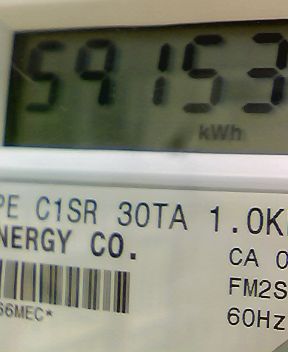 59153
kWh
PE C1SR 30TA 1.0K
NERGY CO.
CA 0
FM2S
66MEC*
60Hz